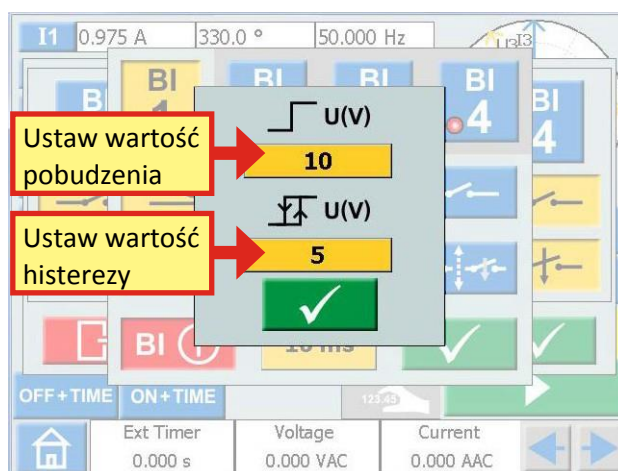 I1 0.975 A 330.0 ° 50.000 Hz
U3 I3
BI BI BI BI
BI 4 BI
4
U(V)
10
Ustaw wartość
pobudzenia
U(V)
5
Ustaw wartość
histerezy
BI 10 ms
OFF+TIME ON+TIME 123.45
Ext Timer Voltage Current
0.000 s 0.000 VAC 0.000 AAC